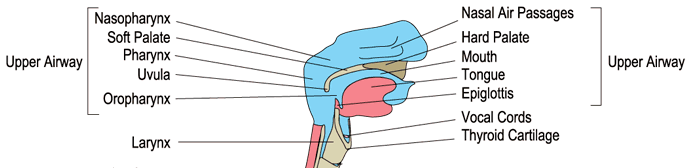 Nasopharynx
Soft Palate
Pharynx
Upper Airway
Uvula
Oropharynx
Larynx
Nasal Air Passages
Hard Palate
Mouth
Upper Airway
Tongue
Epiglottis
Vocal Cords
Thyroid Cartilage